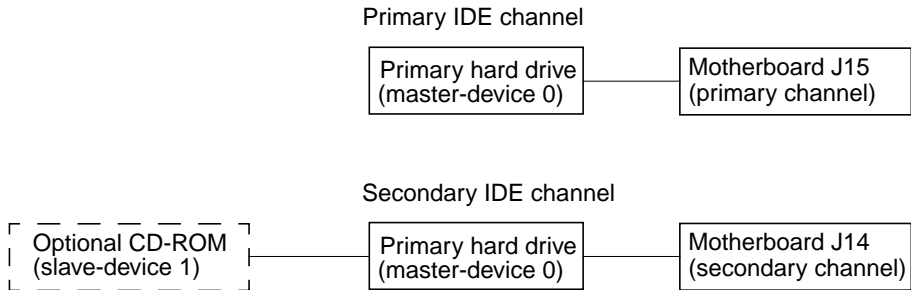 Primary IDE channel
Primary hard drive
(master-device 0)
Motherboard J15
(primary channel)
Secondary IDE channel
Optional CD-ROM
(slave-device 1)
Primary hard drive
(master-device 0)
Motherboard J14
(secondary channel)